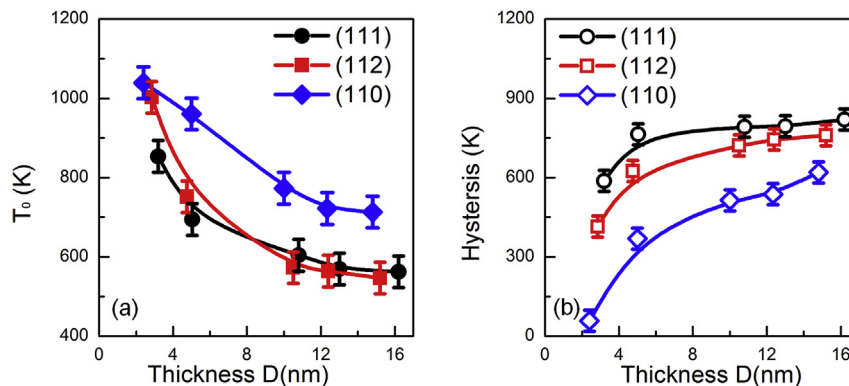 1200
1000
800
600
400
T₀ (K)
(111)
(112)
(110)
(a)
0 4 8 12 16
Thickness D(nm)
1200
900
600
300
0
Hystersis (K)
(111)
(112)
(110)
(b)
0 4 8 12 16
Thickness D(nm)